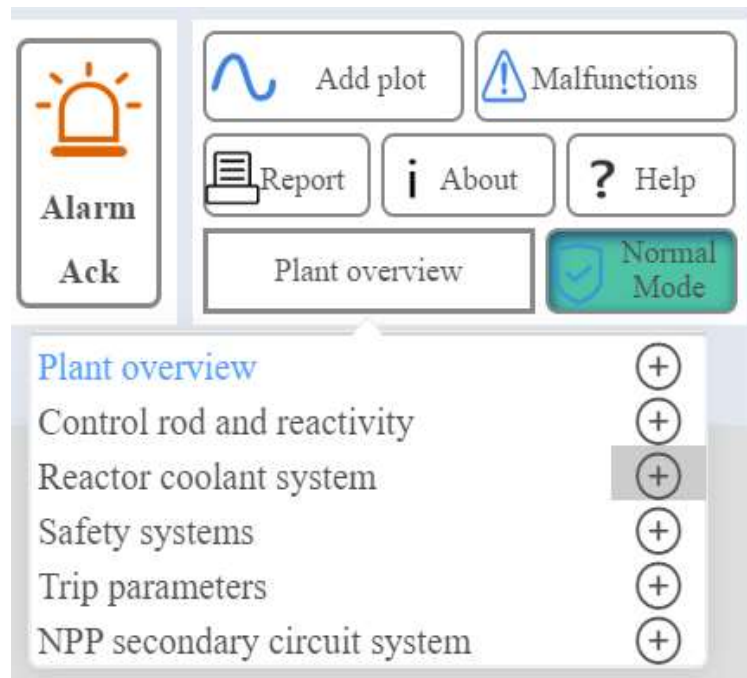 Alarm
Ack
Add plot
Malfunctions
Report
About
Help
Plant overview
Normal
Mode
Plant overview
Control rod and reactivity
Reactor coolant system
Safety systems
Trip parameters
NPP secondary circuit system